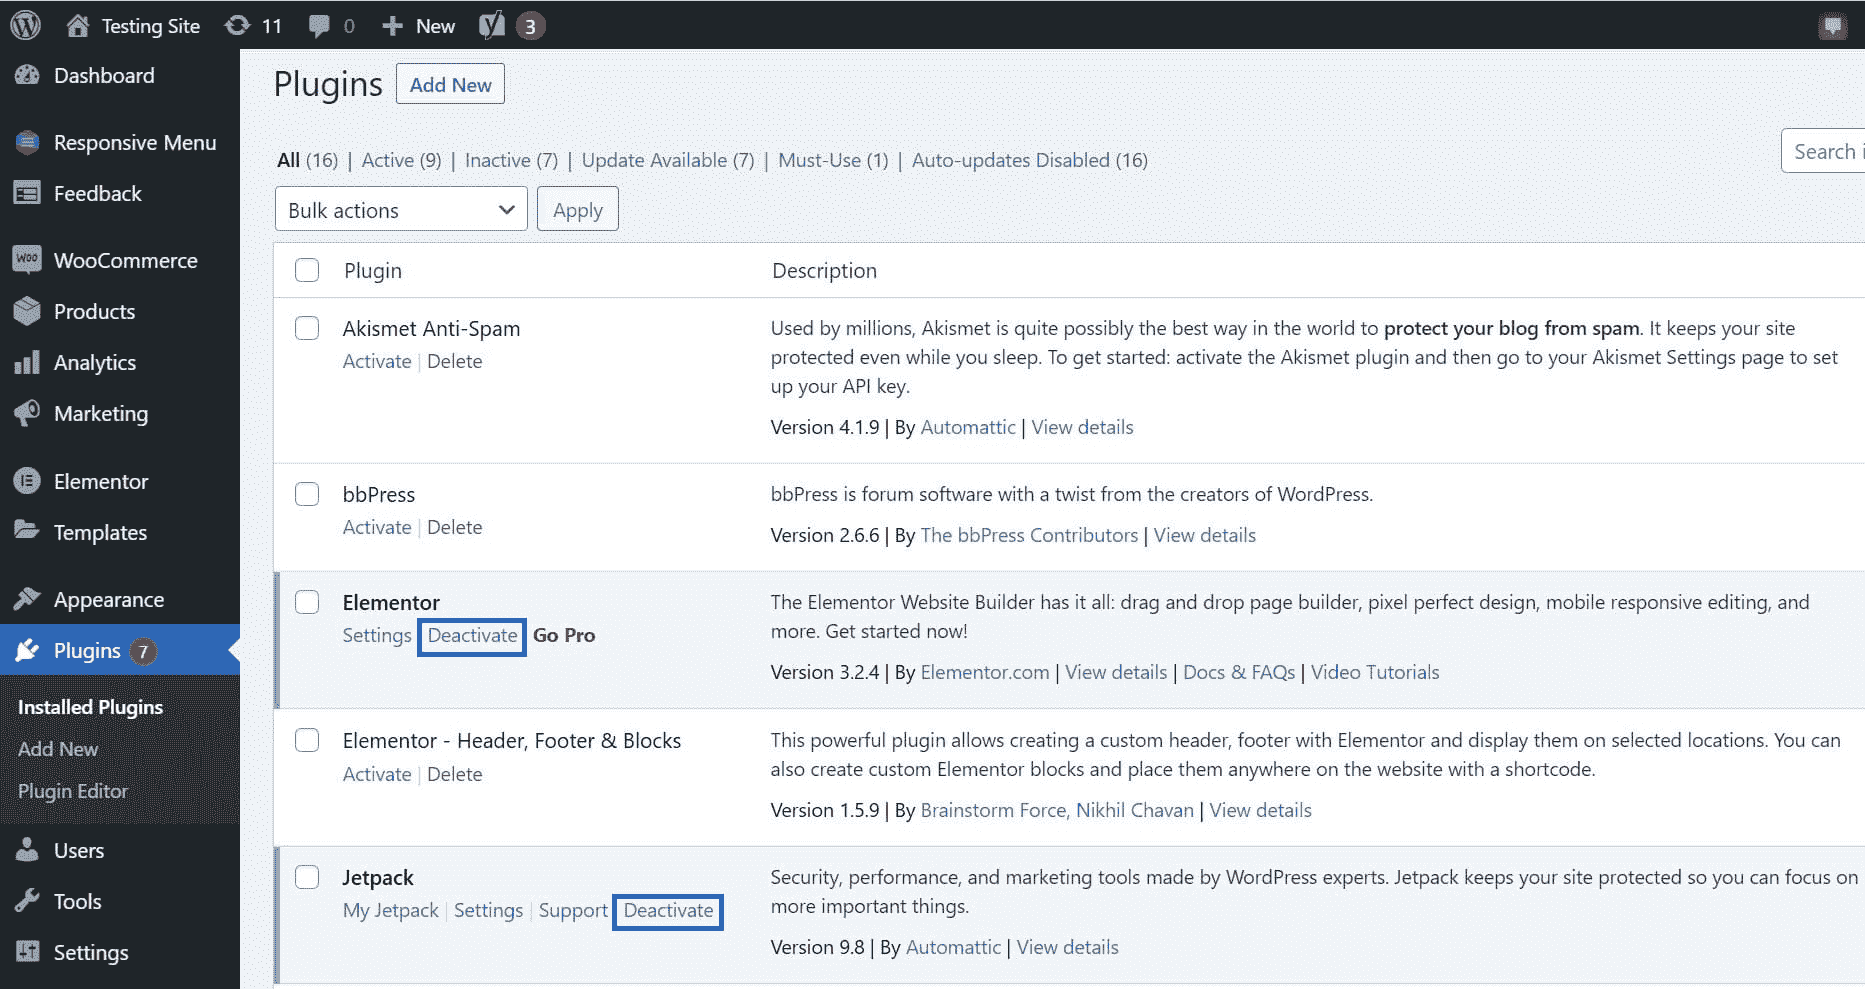 Testing Site 11 0 New 3
Dashboard
Responsive Menu
Feedback
WooCommerce
Products
Analytics
Marketing
Elementor
Templates
Appearance
Plugins 7
Installed Plugins
Add New
Plugin Editor
Users
Tools
Settings
Plugins Add New
All (16) | Active (9) | Inactive (7) | Update Available (7) | Must-Use (1) | Auto-updates Disabled (16)
Search i
Bulk actions Apply
Plugin Description
Akismet Anti-Spam
Activate | Delete
Used by millions, Akismet is quite possibly the best way in the world to protect your blog from spam. It keeps your site
protected even while you sleep. To get started: activate the Akismet plugin and then go to your Akismet Settings page to set
up your API key.
Version 4.1.9 | By Automattic | View details
bbPress
Activate | Delete
bbPress is forum software with a twist from the creators of WordPress.
Version 2.6.6 | By The bbPress Contributors | View details
Elementor
Settings Deactivate Go Pro
The Elementor Website Builder has it all: drag and drop page builder, pixel perfect design, mobile responsive editing, and
more. Get started now!
Version 3.2.4 | By Elementor.com | View details | Docs & FAQs | Video Tutorials
Elementor - Header, Footer & Blocks
Activate | Delete
This powerful plugin allows creating a custom header, footer with Elementor and display them on selected locations. You can
also create custom Elementor blocks and place them anywhere on the website with a shortcode.
Version 1.5.9 | By Brainstorm Force, Nikhil Chavan | View details
Jetpack
My Jetpack | Settings | Support Deactivate
Security, performance, and marketing tools made by WordPress experts. Jetpack keeps your site protected so you can focus on
more important things.
Version 9.8 | By Automattic | View details